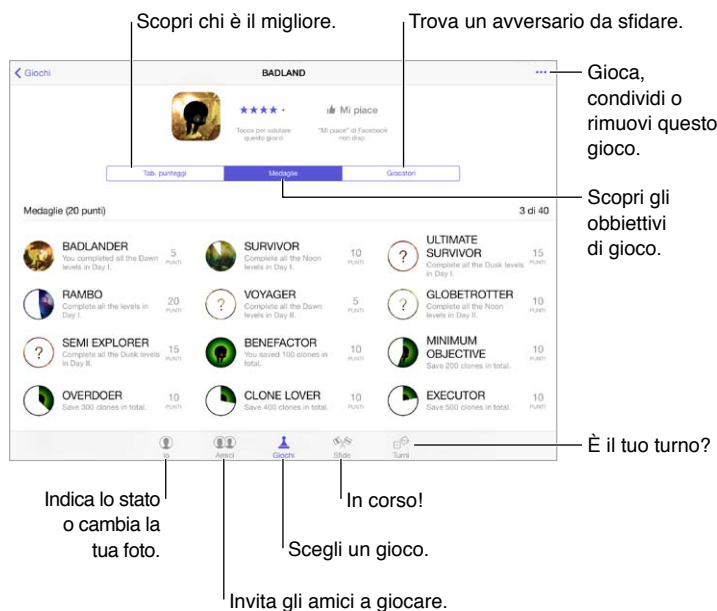 Scopri chi è il migliore.
Trova un avversario da sfidare.
Giochi
BADLAND
Gioca,
condividi o
rimuovi questo
gioco.
Mi piace
Tocca per valutare
questo gioco
"Mi piace" di Facebook
non disp.
Tab. punteggi
Medaglie
Giocatori
Scopri gli
obbiettivi
di gioco.
Medaglie (20 punti)
3 di 40
BADLANDER
You completed all the Dawn
levels in Day I.
5
PUNTI
SURVIVOR
Complete all the Noon
levels in Day I.
10
PUNTI
ULTIMATE
SURVIVOR
Complete all the Dusk levels
in Day I.
15
PUNTI
RAMBO
Complete all the levels in
Day I.
20
PUNTI
VOYAGER
Complete all the Dawn
levels in Day II.
5
PUNTI
GLOBETROTTER
Complete all the Noon
levels in Day II.
10
PUNTI
SEMI EXPLORER
Complete all the Dusk levels
in Day II.
15
PUNTI
BENEFACTOR
You saved 100 clones in
total.
10
PUNTI
MINIMUM
OBJECTIVE
Save 200 clones in total.
10
PUNTI
OVERDOER
Save 300 clones in total.
10
PUNTI
CLONE LOVER
Save 400 clones in total.
10
PUNTI
EXECUTOR
Save 500 clones in total.
10
PUNTI
Io
Amici
Giochi
Sfide
Turni
È il tuo turno?
Indica lo stato
o cambia la
tua foto.
In corso!
Scegli un gioco.
Invita gli amici a giocare.